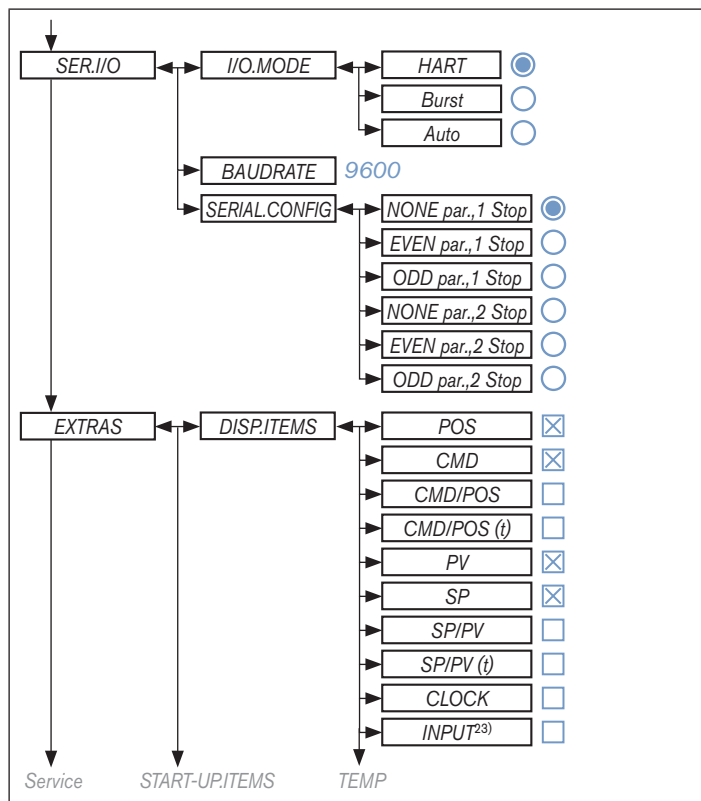 SER.I/O I/O.MODE HART
Burst
Auto
BAUDRATE 9600
SERIAL.CONFIG NONE par.,1 Stop
EVEN par.,1 Stop
ODD par.,1 Stop
NONE par.,2 Stop
EVEN par.,2 Stop
ODD par.,2 Stop
EXTRAS DISP.ITEMS POS
CMD
CMD/POS
CMD/POS (t)
PV
SP
SP/PV
SP/PV (t)
CLOCK
INPUT23)
Service START-UP.ITEMS TEMP